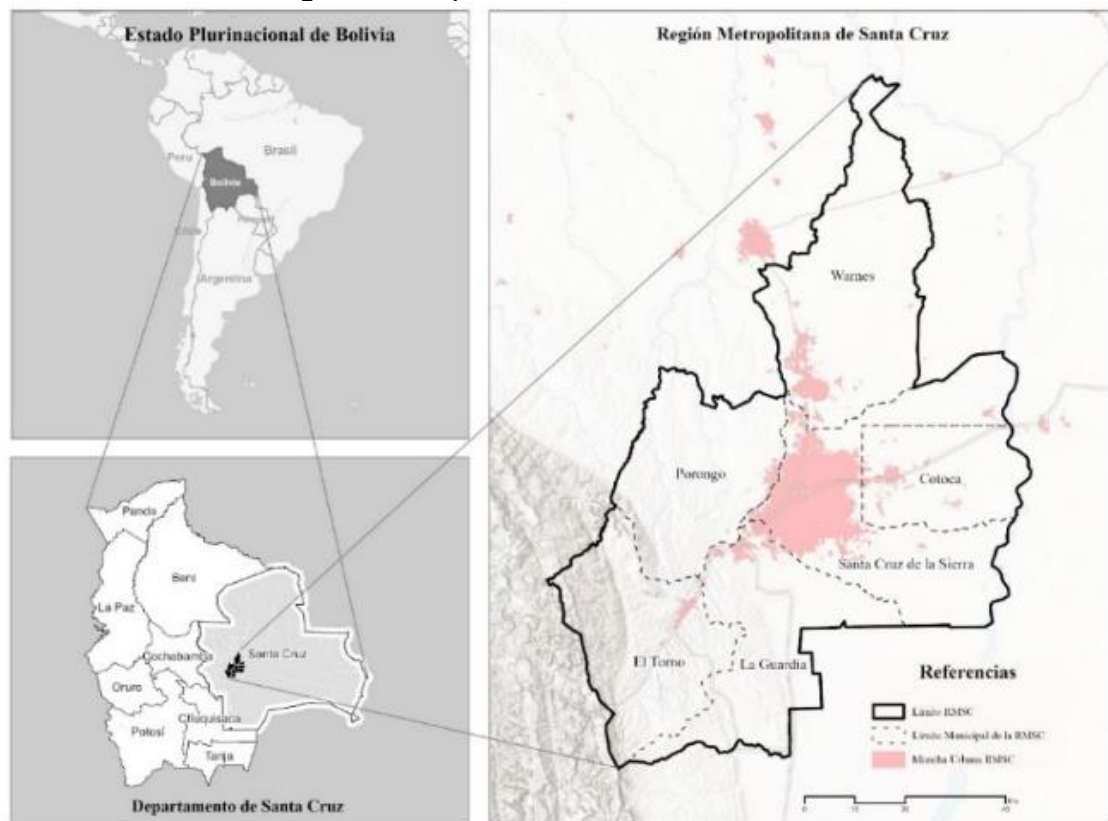 Estado Plurinacional de Bolivia
Perú
Brasil
Bolivia
Chile
Argentina
Región Metropolitana de Santa Cruz
Warnes
Porongo
Cotoca
Santa Cruz de la Sierra
El Torno
La Guardia
Referencias
Límite RMSC
Límite Municipal de la RMSC
Mancha Urbana RMSC
Pando
Beni
La Paz
Cochabamba
Santa Cruz
Oruro
Chuquisaca
Potosí
Tarija
Departamento de Santa Cruz